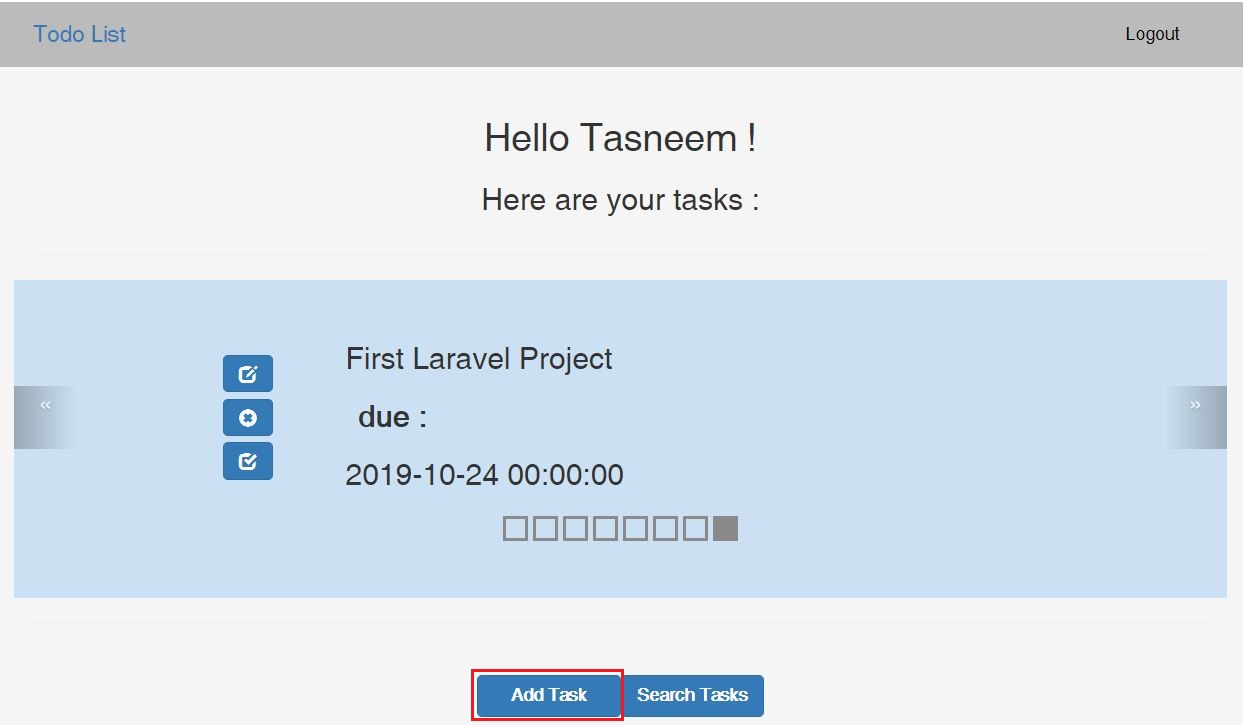 Todo List
Logout
Hello Tasneem !
Here are your tasks :
«
»
First Laravel Project
due :
2019-10-24 00:00:00
Add Task
Search Tasks